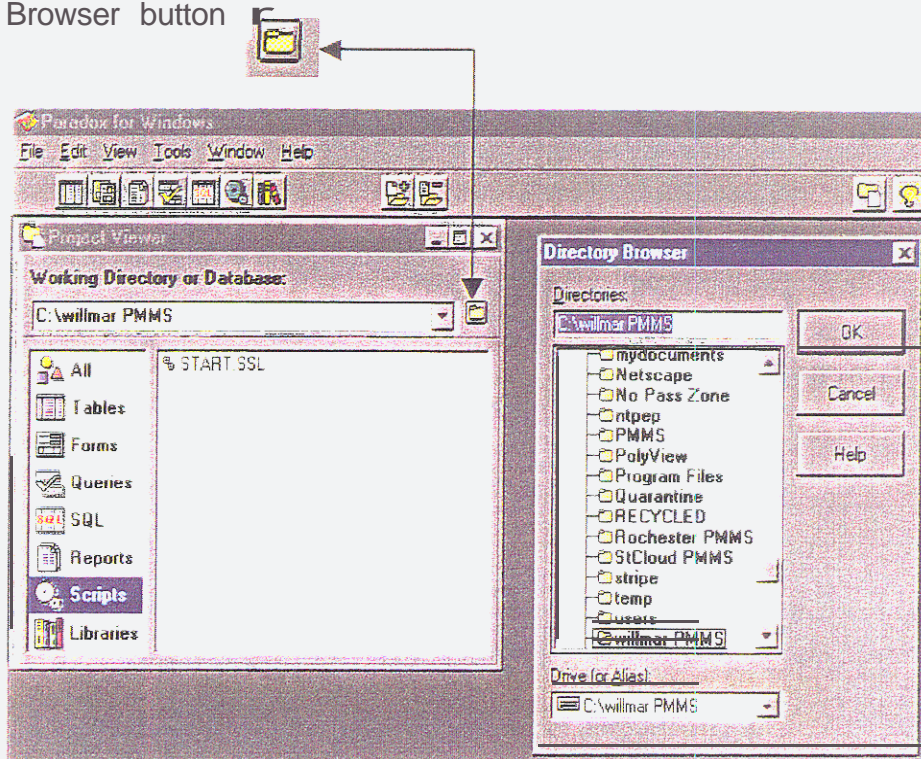 Browser button
Paradox for Windows
File Edit View Tools Window Help
Project Viewer
Working Directory or Database:
C:\willmar PMMS
All
Tables
Forms
Queries
SQL
Reports
Scripts
Libraries
START.SSL
Directory Browser
Directories:
C:\willmar PMMS
mydocuments
Netscape
No Pass Zone
ntpep
PMMS
PolyView
Program Files
Quarantine
RECYCLED
Rochester PMMS
StCloud PMMS
stripe
temp
users
willmar PMMS
Drive (or Alias):
C:\willmar PMMS
OK
Cancel
Help